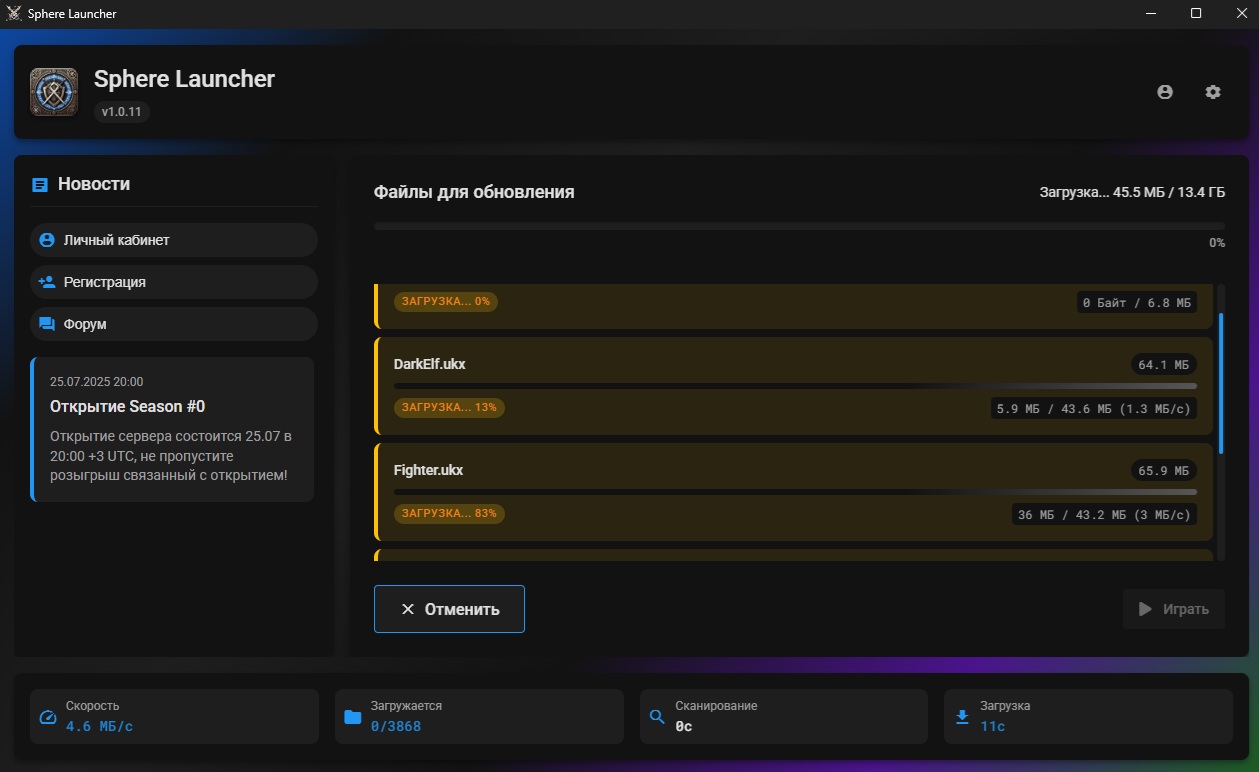 Sphere Launcher
Sphere Launcher
v1.0.11
Новости
Личный кабинет
Регистрация
Форум
25.07.2025 20:00
Открытие Season #0
Открытие сервера состоится 25.07 в
20:00 +3 UTC, не пропустите
розыгрыш связанный с открытием!
Файлы для обновления
Загрузка... 45.5 МБ / 13.4 ГБ
0%
ЗАГРУЗКА... 0%
0 Байт / 6.8 МБ
DarkElf.ukx
64.1 МБ
ЗАГРУЗКА... 13%
5.9 МБ / 43.6 МБ (1.3 МБ/с)
Fighter.ukx
65.9 МБ
ЗАГРУЗКА... 83%
36 МБ / 43.2 МБ (3 МБ/с)
Отменить
Играть
Скорость
4.6 МБ/с
Загружается
0/3868
Сканирование
0с
Загрузка
11с